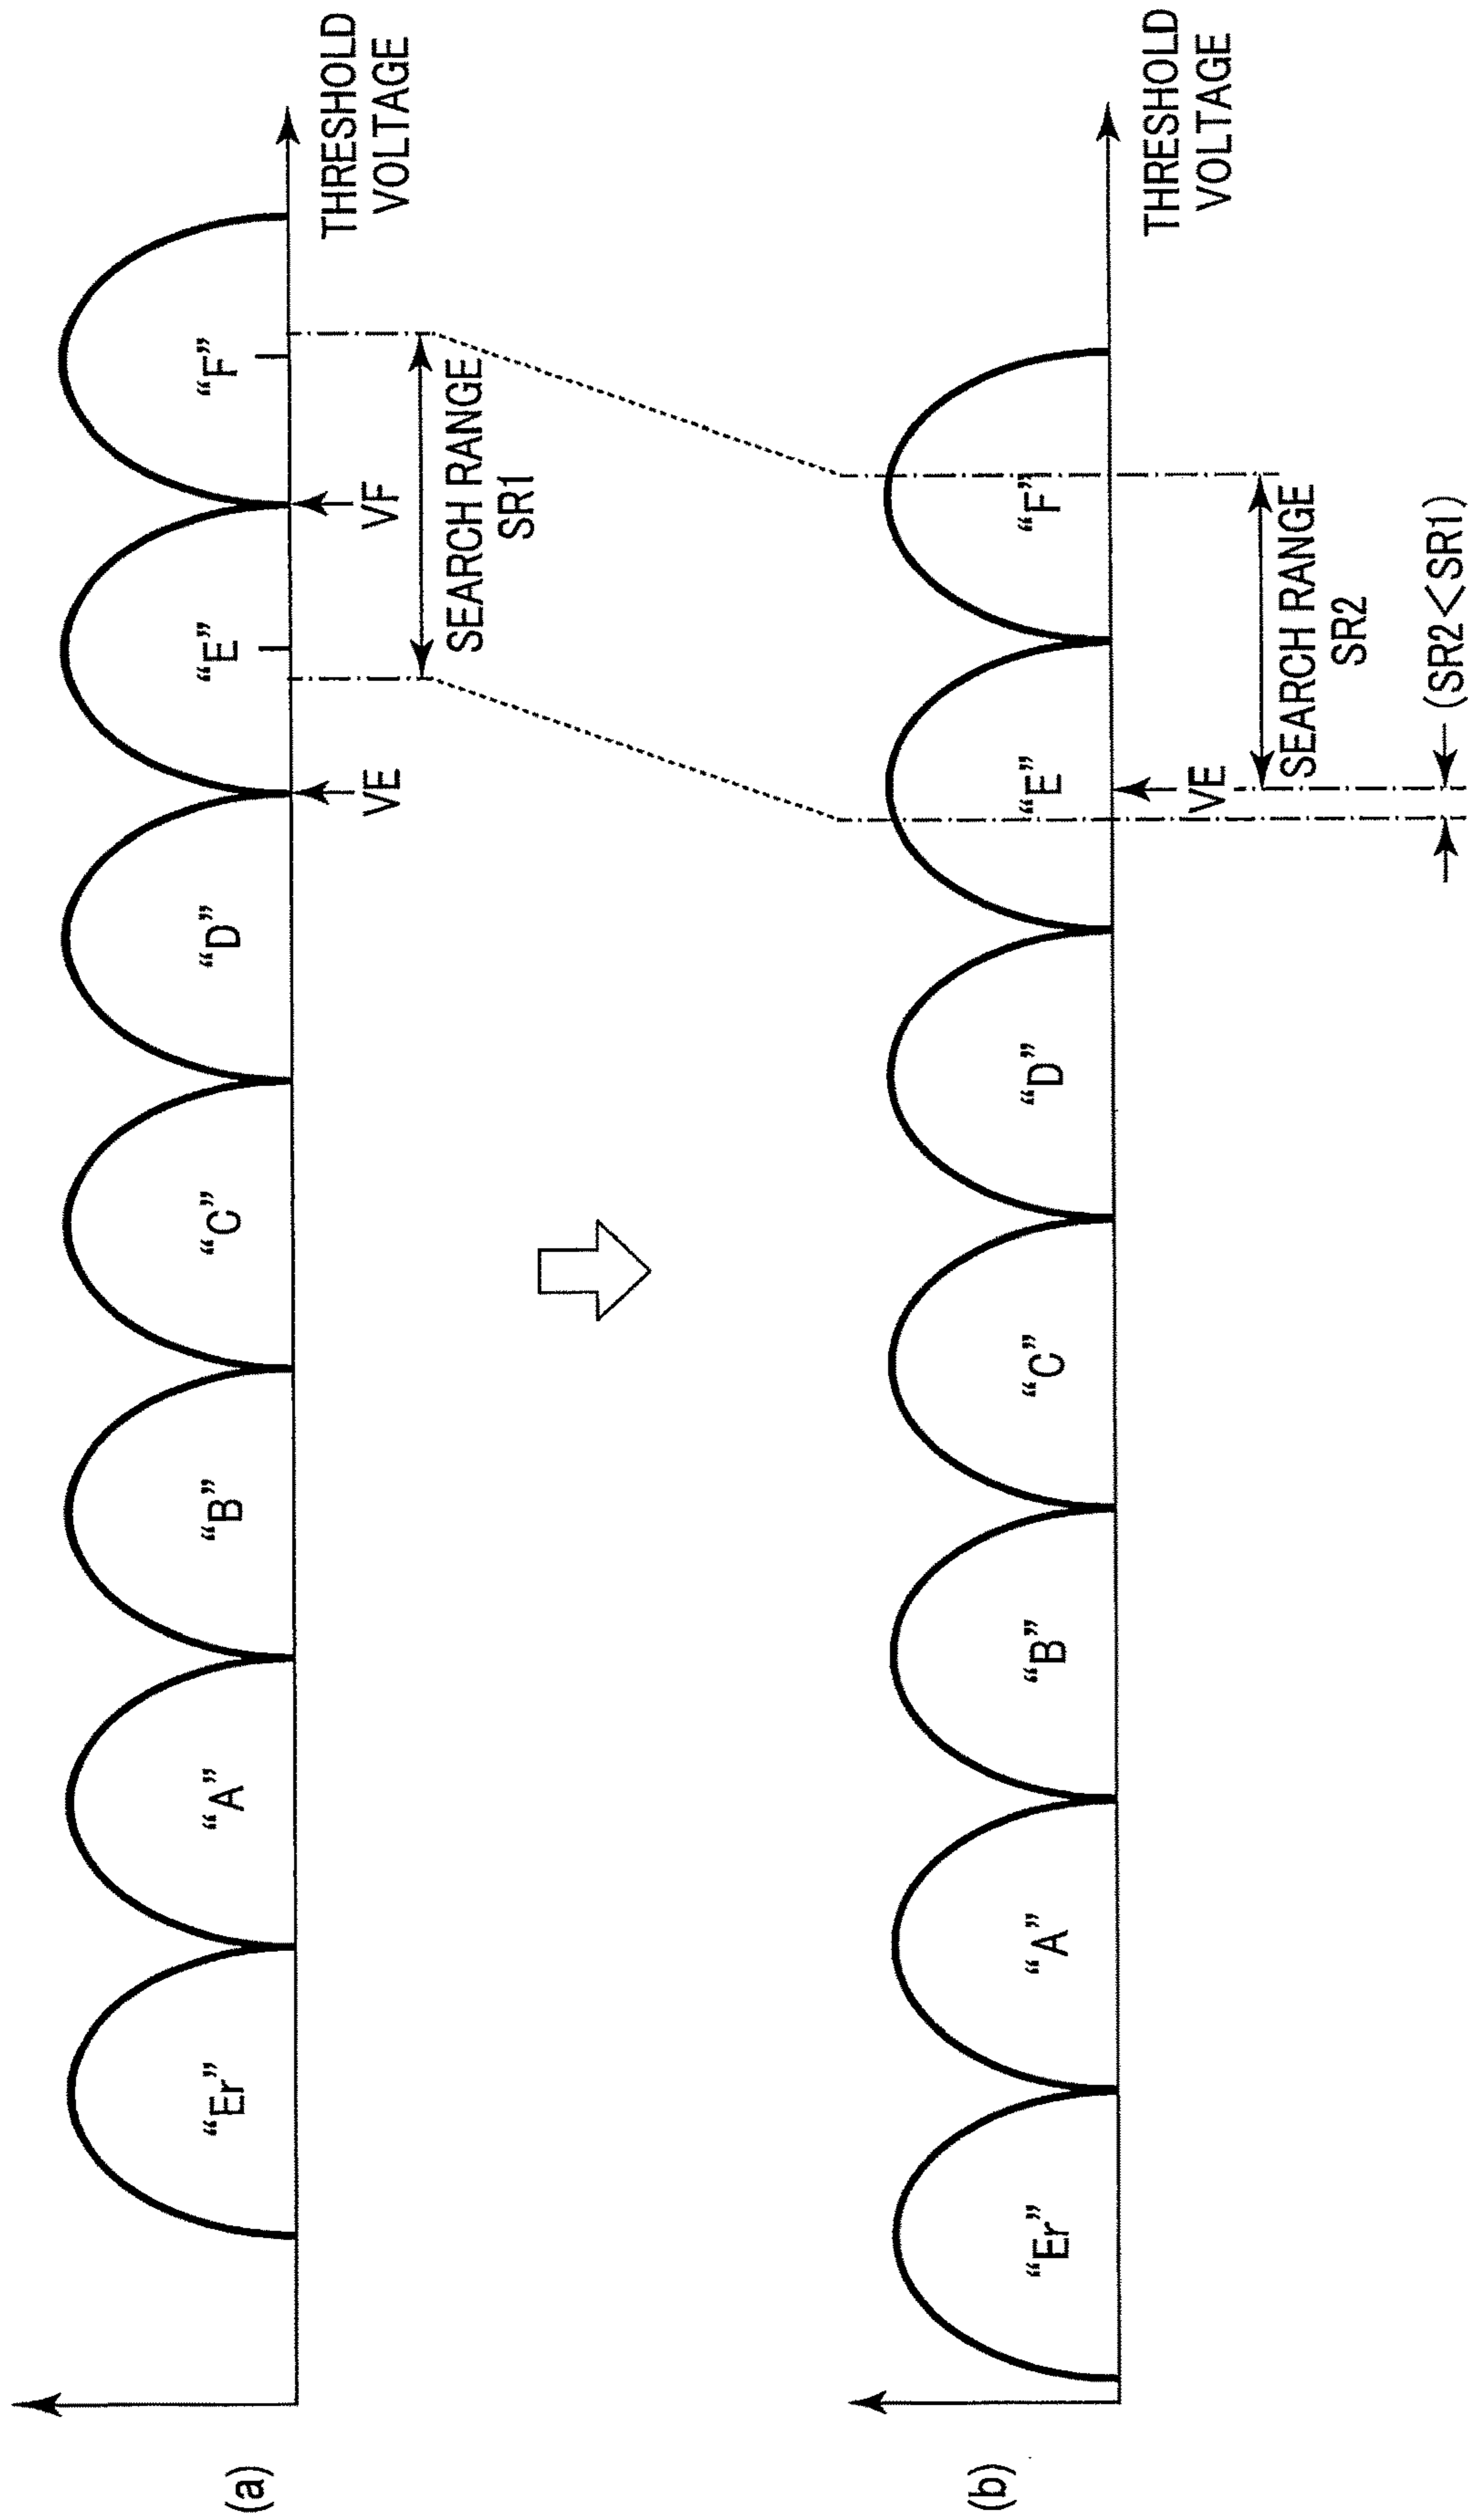 (a)
“Er”
“A”
“B”
“C”
“D”
“E”
“F”
VE
VF
THRESHOLD
VOLTAGE
SEARCH RANGE
SR1
(b)
“Er”
“A”
“B”
“C”
“D”
“E”
“F”
THRESHOLD
VOLTAGE
VE
SEARCH RANGE
SR2
(SR2<SR1)